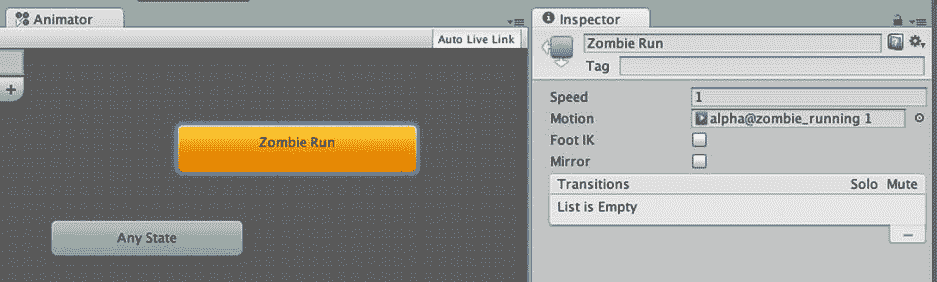 Animator
Auto Live Link
+
Zombie Run
Any State
Inspector
Zombie Run
Tag
Speed 1
Motion alpha@zombie_running 1
Foot IK
Mirror
Transitions Solo Mute
List is Empty